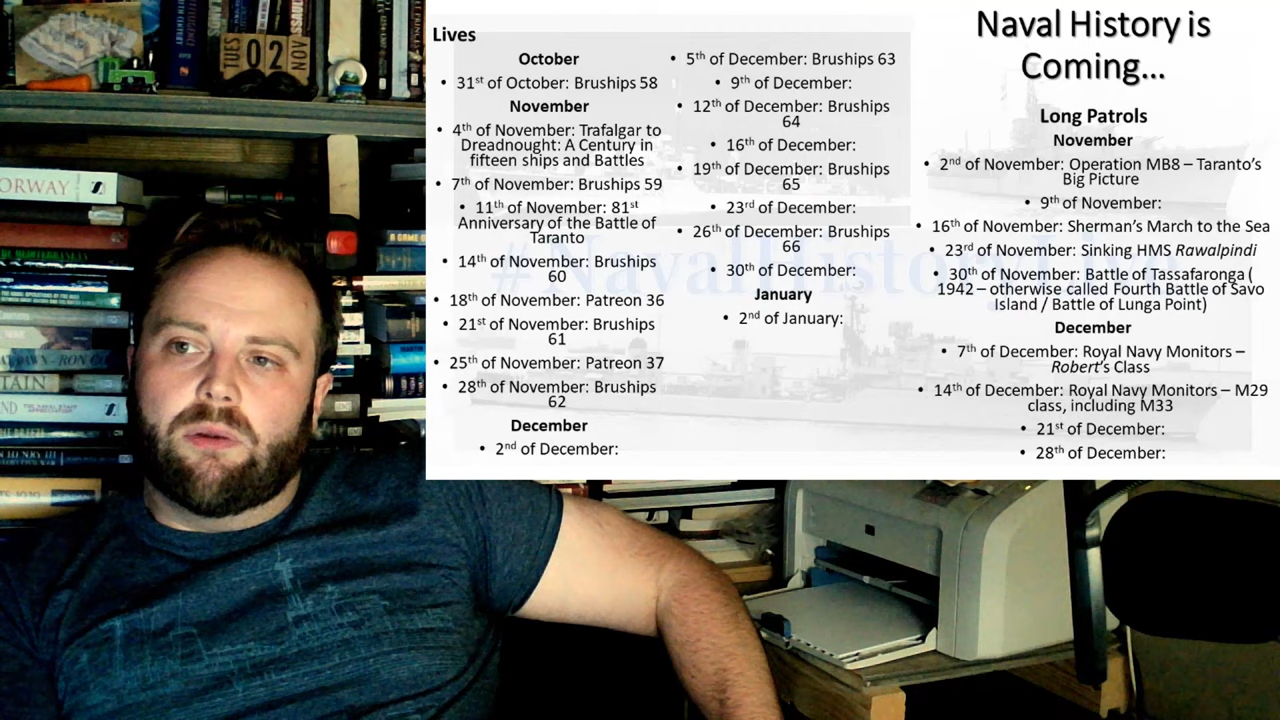 TUES 02 NOV
ORWAY
TAIN
Lives
October
• 31st of October: Bruships 58
November
• 4th of November: Trafalgar to
Dreadnought: A Century in
fifteen ships and Battles
• 7th of November: Bruships 59
• 11th of November: 81st
Anniversary of the Battle of
Taranto
• 14th of November: Bruships
60
• 18th of November: Patreon 36
• 21st of November: Bruships
61
• 25th of November: Patreon 37
• 28th of November: Bruships
62
December
• 2nd of December:
• 5th of December: Bruships 63
• 9th of December:
• 12th of December: Bruships
64
• 16th of December:
• 19th of December: Bruships
65
• 23rd of December:
• 26th of December: Bruships
66
• 30th of December:
January
• 2nd of January:
Naval History is
Coming...
Long Patrols
November
• 2nd of November: Operation MB8 – Taranto’s
Big Picture
• 9th of November:
• 16th of November: Sherman’s March to the Sea
• 23rd of November: Sinking HMS Rawalpindi
• 30th of November: Battle of Tassafaronga (
1942 – otherwise called Fourth Battle of Savo
Island / Battle of Lunga Point)
December
• 7th of December: Royal Navy Monitors –
Robert’s Class
• 14th of December: Royal Navy Monitors – M29
class, including M33
• 21st of December:
• 28th of December: